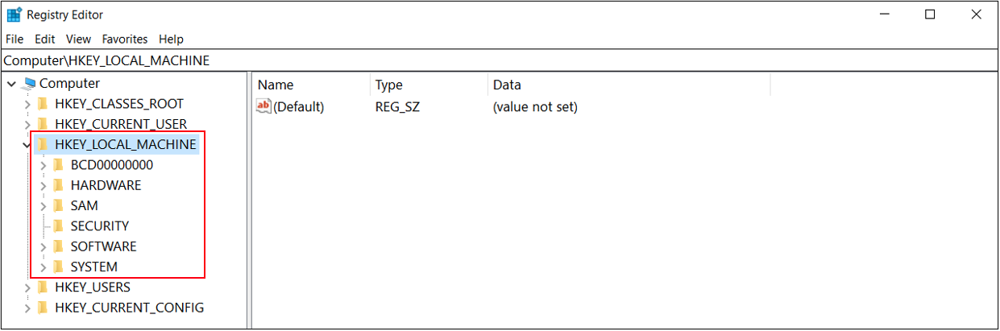 Registry Editor
File Edit View Favorites Help
Computer\HKEY_LOCAL_MACHINE
Computer
HKEY_CLASSES_ROOT
HKEY_CURRENT_USER
HKEY_LOCAL_MACHINE
BCD00000000
HARDWARE
SAM
SECURITY
SOFTWARE
SYSTEM
HKEY_USERS
HKEY_CURRENT_CONFIG
Name Type Data
ab (Default) REG_SZ (value not set)